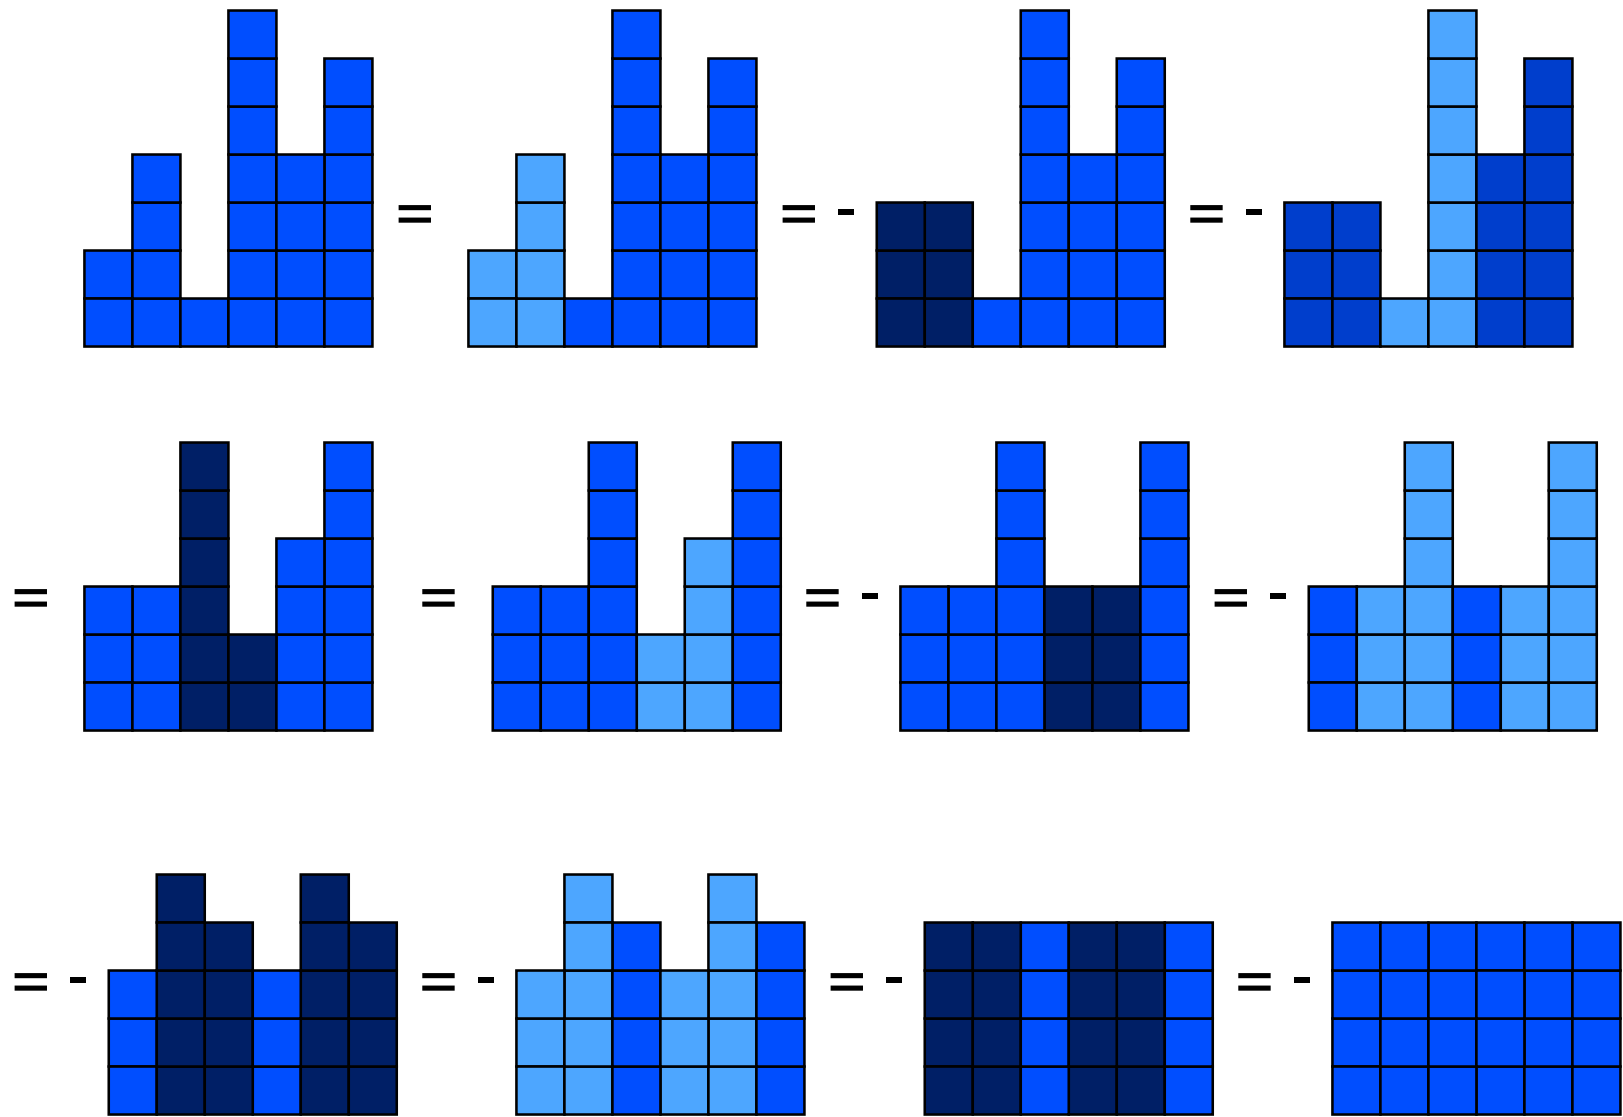 = = - = -
= = = - = -
= - = - = - = -